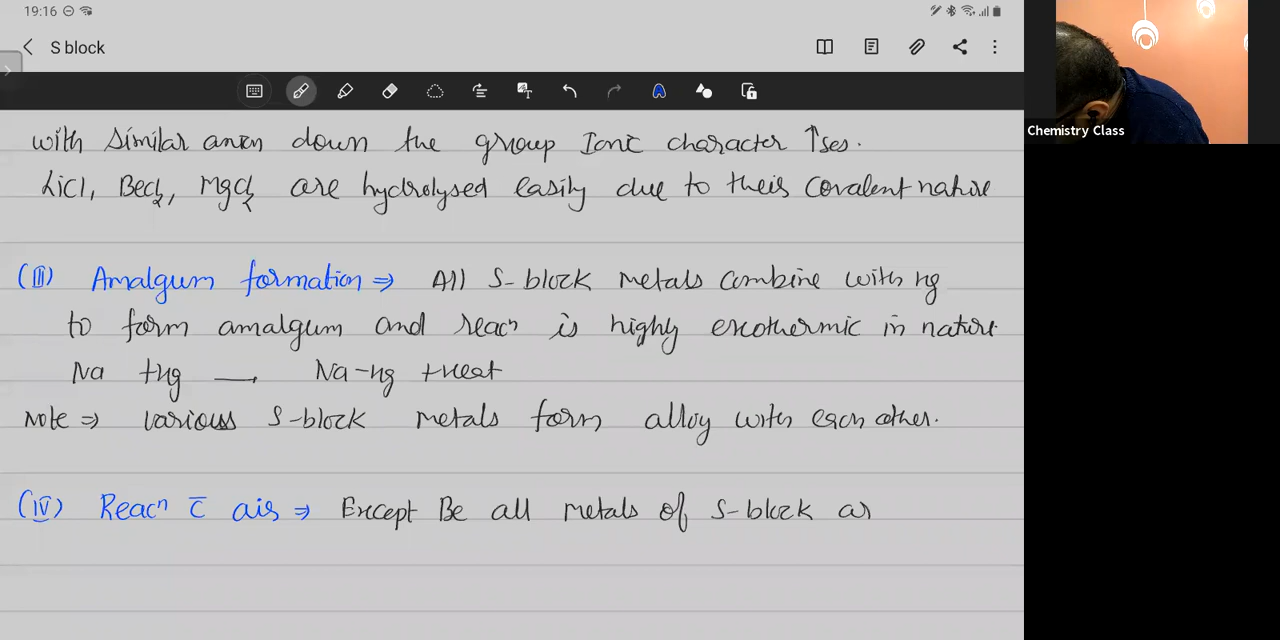 19:16
S block
Chemistry Class
with Similar anion down the group Ionic character ↑ses.
LiCl, BeCl2, MgCl2 are hydrolysed easily due to their Covalent nature
(III) Amalgum formation ⇒ All S-block metals combine with Hg
to form amalgum and reacⁿ is highly exothermic in nature.
Na + Hg → Na-Hg + Heat
Note ⇒ various S-block metals form alloy with each other.
(IV) Reacⁿ c̅ air ⇒ Except Be all metals of S-block ar